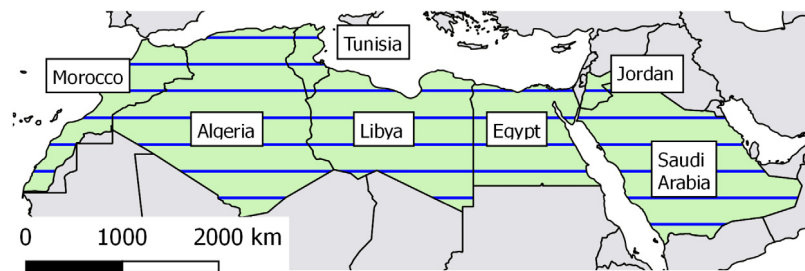 Tunisia
Morocco
Jordan
Algeria
Libya
Egypt
Saudi
Arabia
0 1000 2000 km